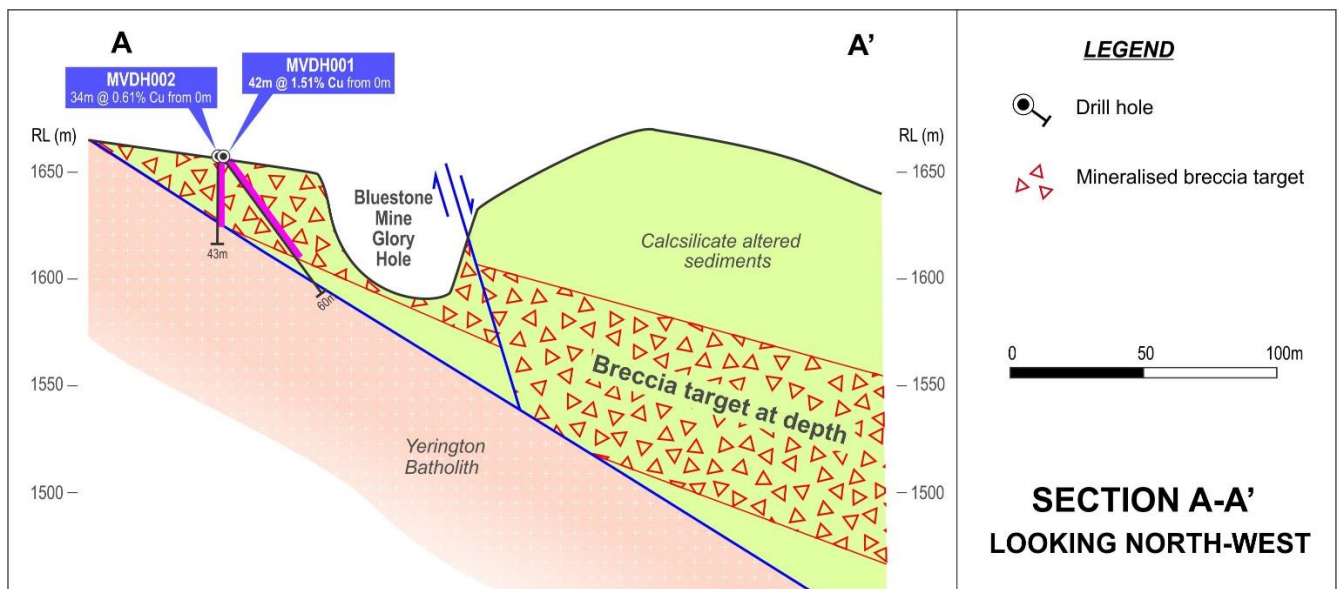 A
A'
MVDH002
34m @ 0.61% Cu from 0m
MVDH001
42m @ 1.51% Cu from 0m
RL (m)
1650
1600
1550
1500
RL (m)
1650
1600
1550
1500
43m
60m
Bluestone
Mine
Glory
Hole
Calcsilicate altered
sediments
Breccia target at depth
Yerington
Batholith
LEGEND
Drill hole
Mineralised breccia target
0 50 100m
SECTION A-A'
LOOKING NORTH-WEST